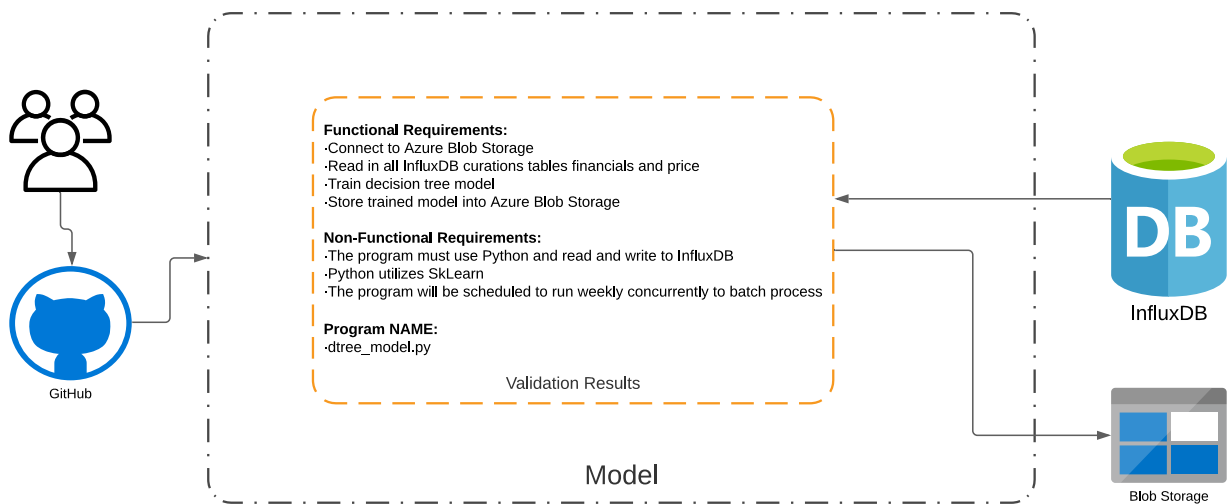 Functional Requirements:
·Connect to Azure Blob Storage
·Read in all InfluxDB curations tables financials and price
·Train decision tree model
·Store trained model into Azure Blob Storage
Non-Functional Requirements:
·The program must use Python and read and write to InfluxDB
·Python utilizes SkLearn
·The program will be scheduled to run weekly concurrently to batch process
Program NAME:
·dtree_model.py
Validation Results
Model
GitHub
DB
InfluxDB
Blob Storage